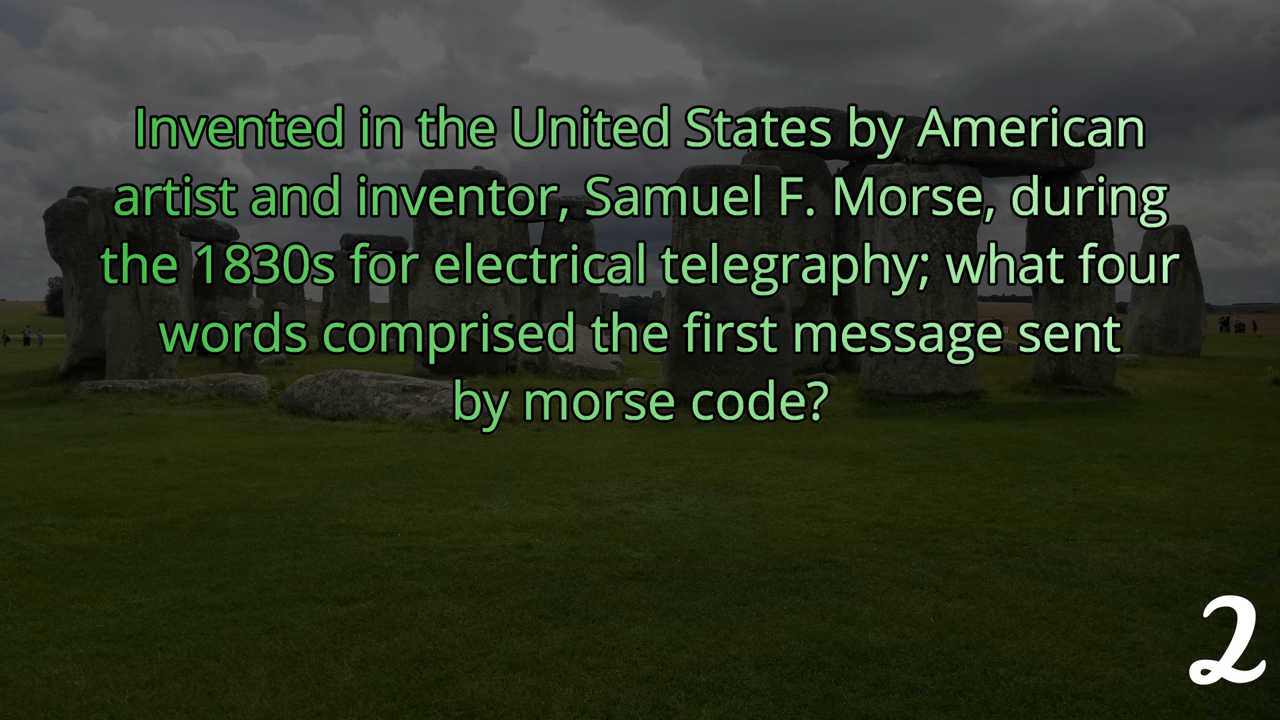 Invented in the United States by American
artist and inventor, Samuel F. Morse, during
the 1830s for electrical telegraphy; what four
words comprised the first message sent
by morse code?
2